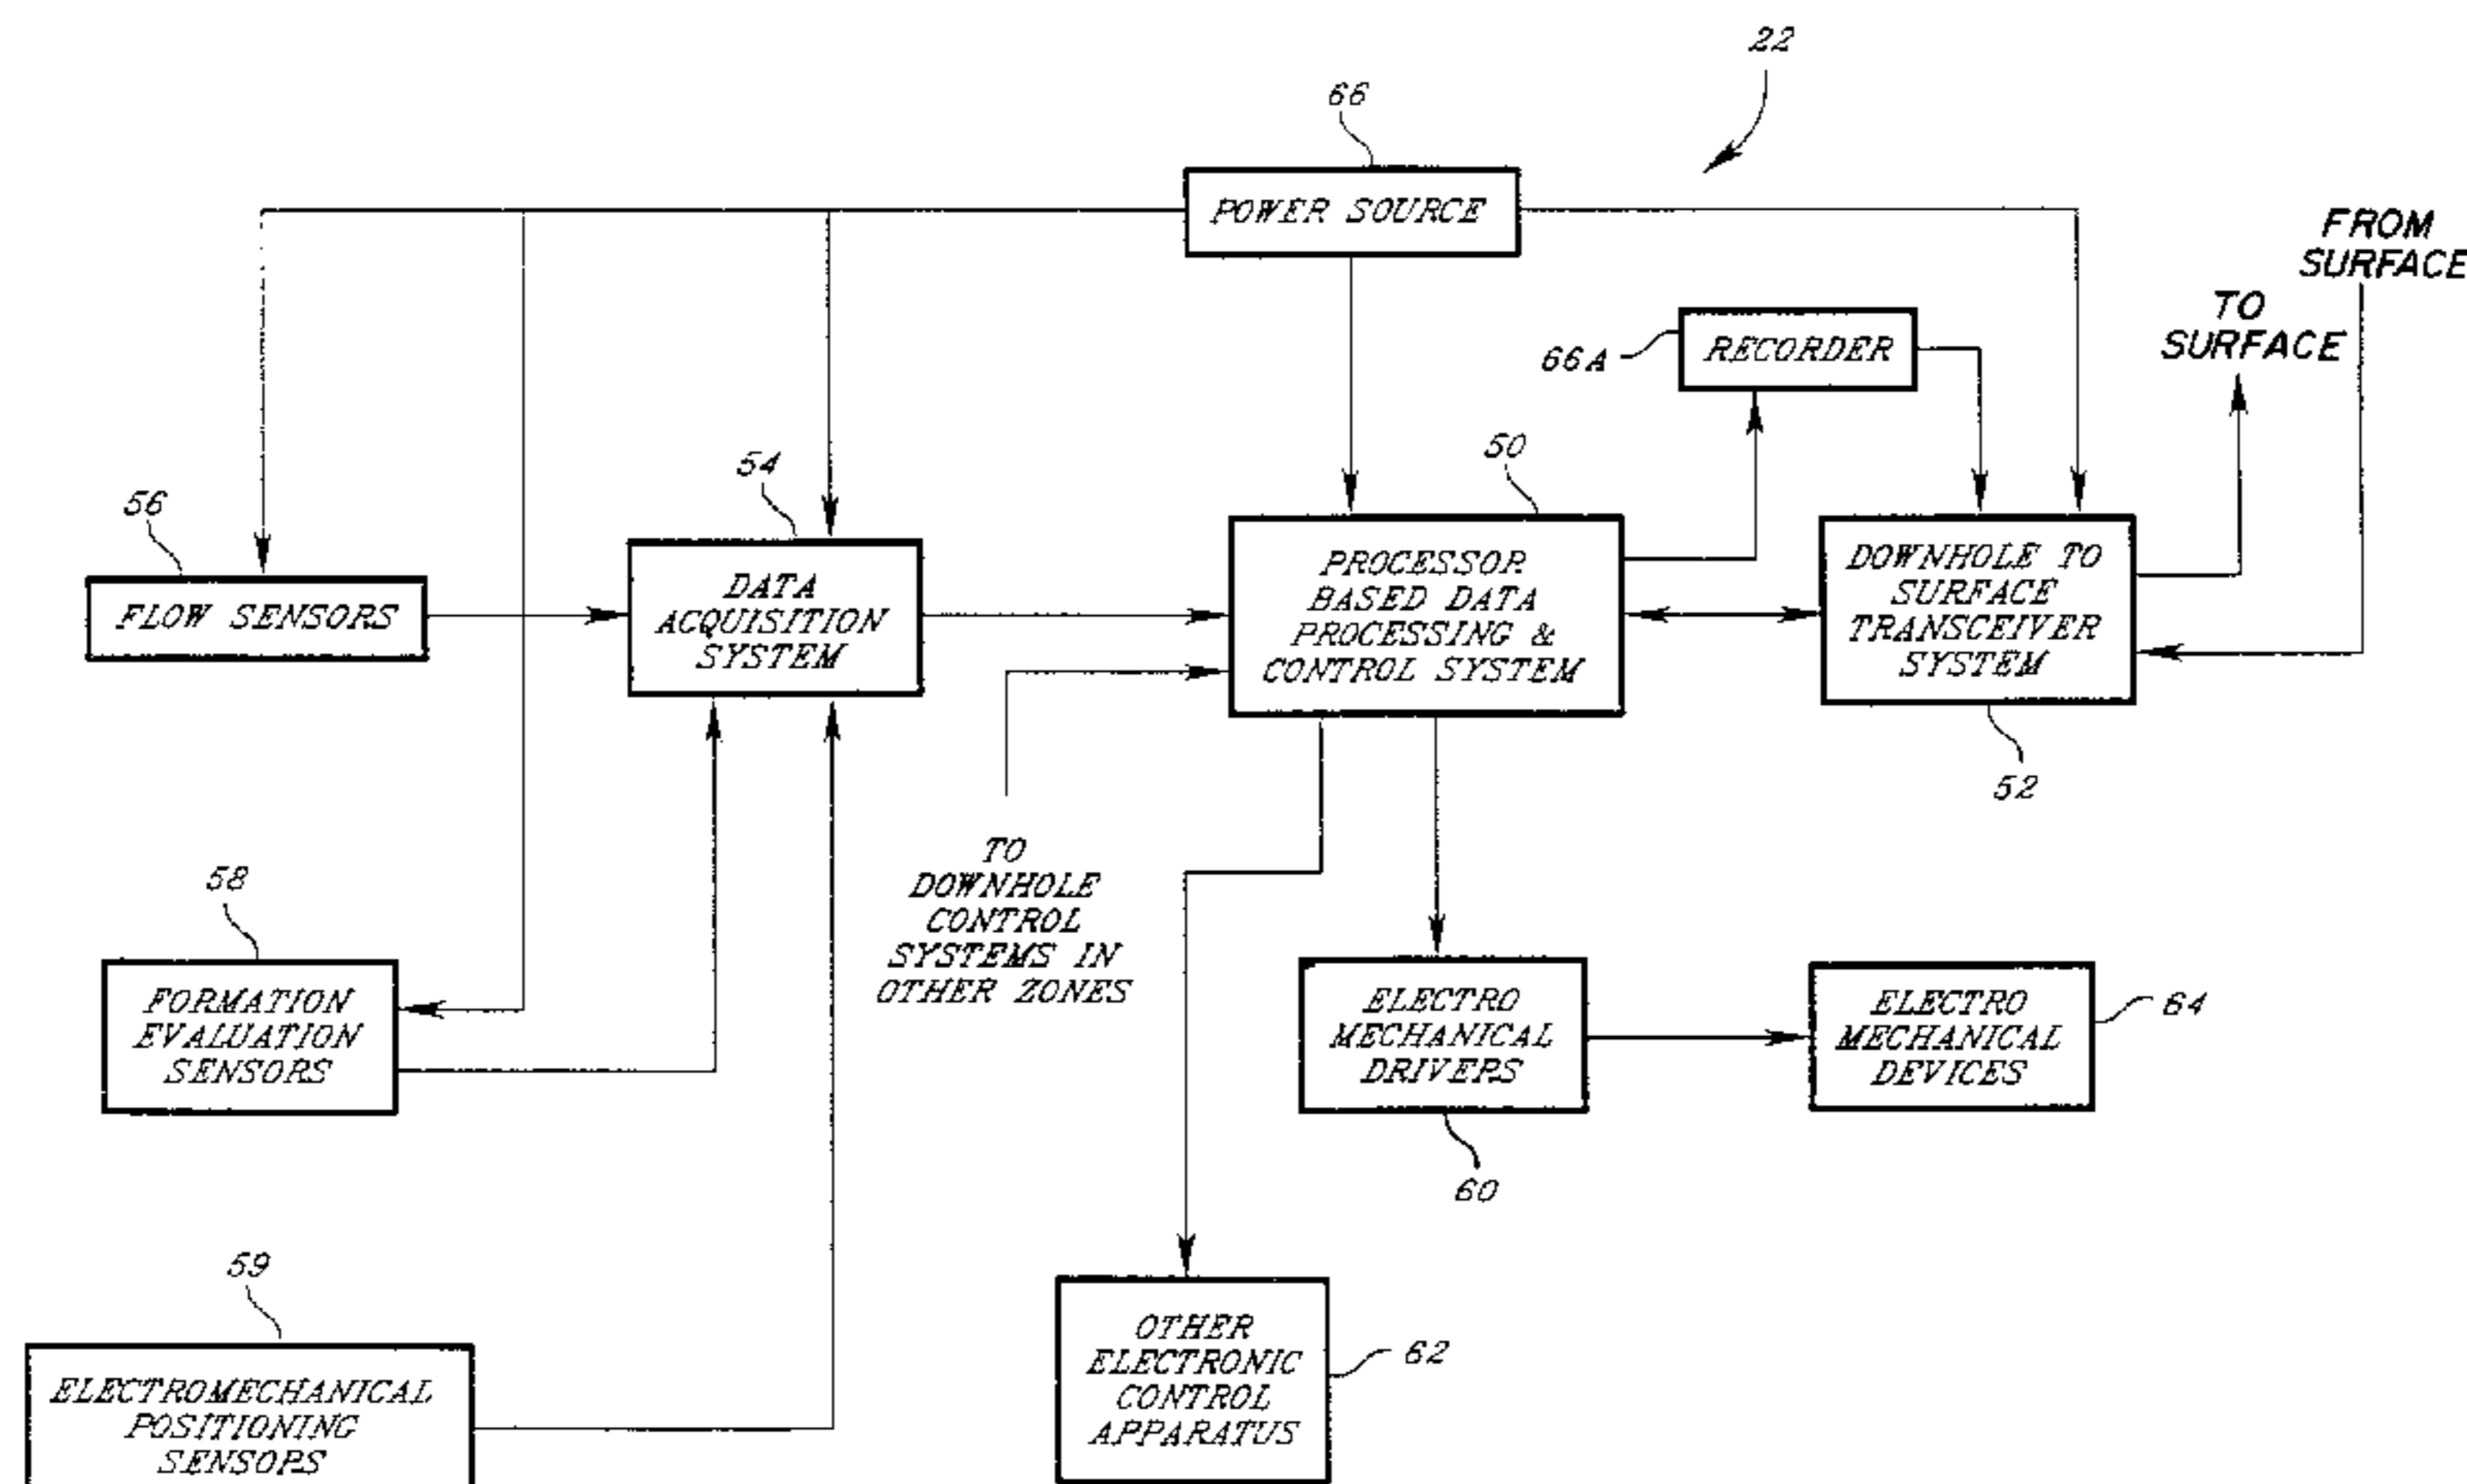 22
66
POWER SOURCE
FROM
SURFACE
TO
SURFACE
66A
RECORDER
56
FLOW SENSORS
54
DATA
ACQUISITION
SYSTEM
50
PROCESSOR
BASED DATA
PROCESSING &
CONTROL SYSTEM
DOWNHOLE TO
SURFACE
TRANSCEIVER
SYSTEM
52
TO
DOWNHOLE
CONTROL
SYSTEMS IN
OTHER ZONES
58
FORMATION
EVALUATION
SENSORS
ELECTRO
MECHANICAL
DRIVERS
60
ELECTRO
MECHANICAL
DEVICES
64
59
ELECTROMECHANICAL
POSITIONING
SENSORS
OTHER
ELECTRONIC
CONTROL
APPARATUS
62